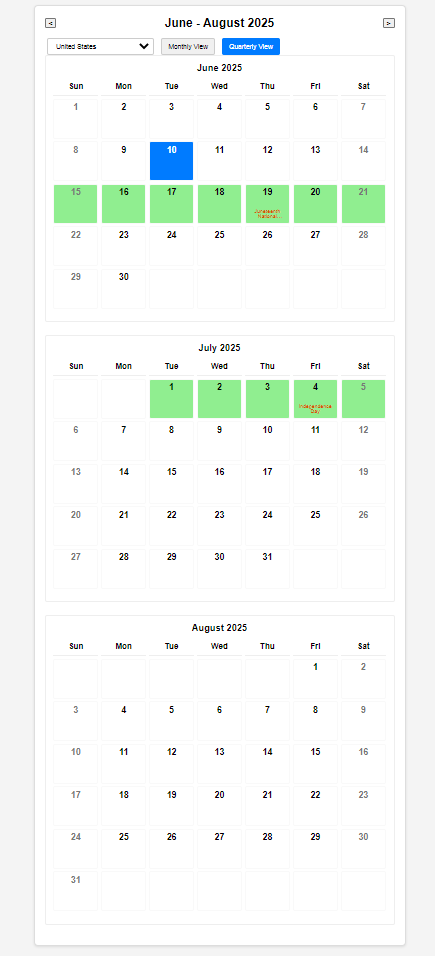 < June - August 2025 >
United States Monthly View Quarterly View
June 2025
Sun Mon Tue Wed Thu Fri Sat
1 2 3 4 5 6 7
8 9 10 11 12 13 14
15 16 17 18 19 20 21
Juneteenth
National...
22 23 24 25 26 27 28
29 30
July 2025
Sun Mon Tue Wed Thu Fri Sat
1 2 3 4 5
Independence
Day
6 7 8 9 10 11 12
13 14 15 16 17 18 19
20 21 22 23 24 25 26
27 28 29 30 31
August 2025
Sun Mon Tue Wed Thu Fri Sat
1 2
3 4 5 6 7 8 9
10 11 12 13 14 15 16
17 18 19 20 21 22 23
24 25 26 27 28 29 30
31